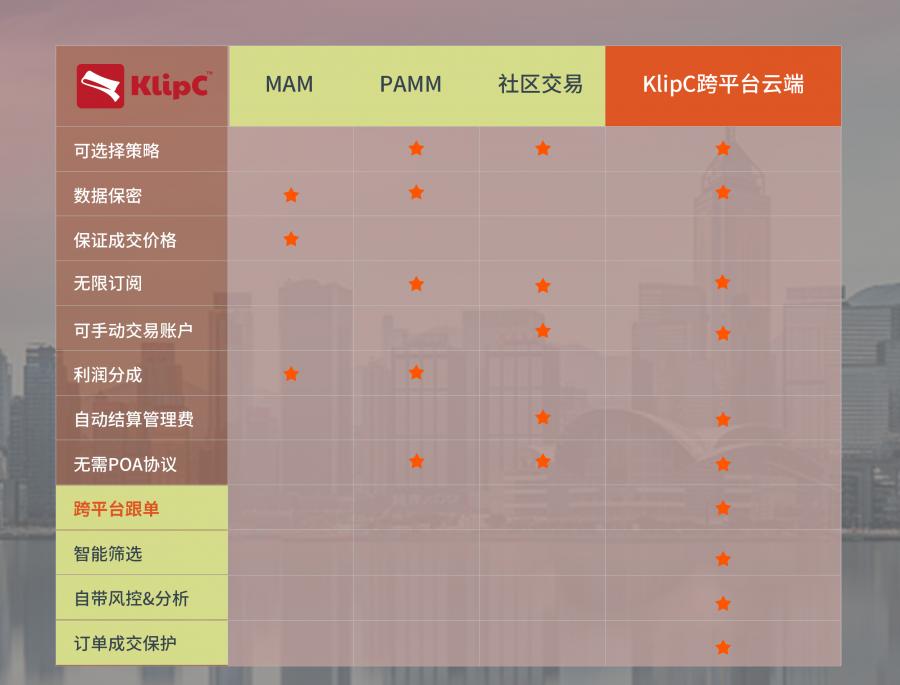 KlipC™ MAM PAMM 社区交易 KlipC跨平台云端
可选择策略 ★ ★ ★
数据保密 ★ ★ ★
保证成交价格 ★
无限订阅 ★ ★ ★
可手动交易账户 ★ ★
利润分成 ★ ★
自动结算管理费 ★ ★
无需POA协议 ★ ★ ★
跨平台跟单 ★
智能筛选 ★
自带风控&分析 ★
订单成交保护 ★